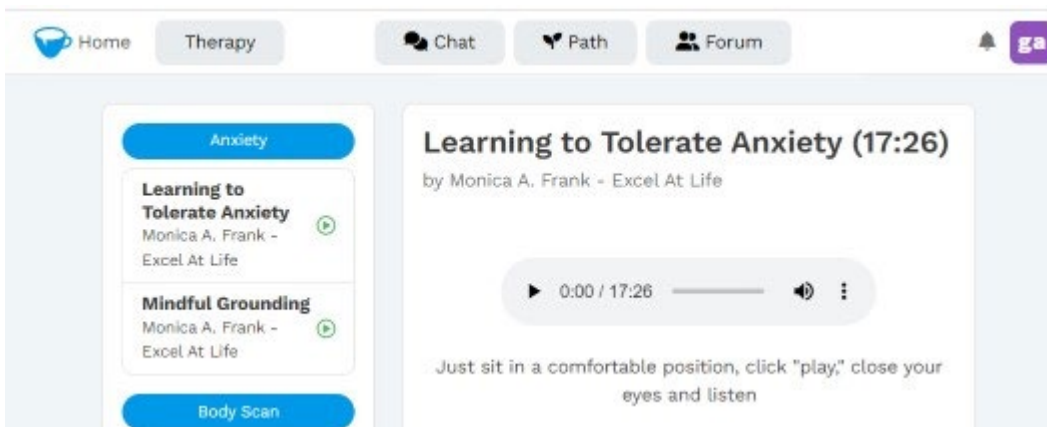 Home Therapy Chat Path Forum ga
Anxiety
Learning to
Tolerate Anxiety
Monica A. Frank -
Excel At Life
Mindful Grounding
Monica A. Frank -
Excel At Life
Body Scan
Learning to Tolerate Anxiety (17:26)
by Monica A. Frank - Excel At Life
0:00 / 17:26
Just sit in a comfortable position, click "play," close your
eyes and listen